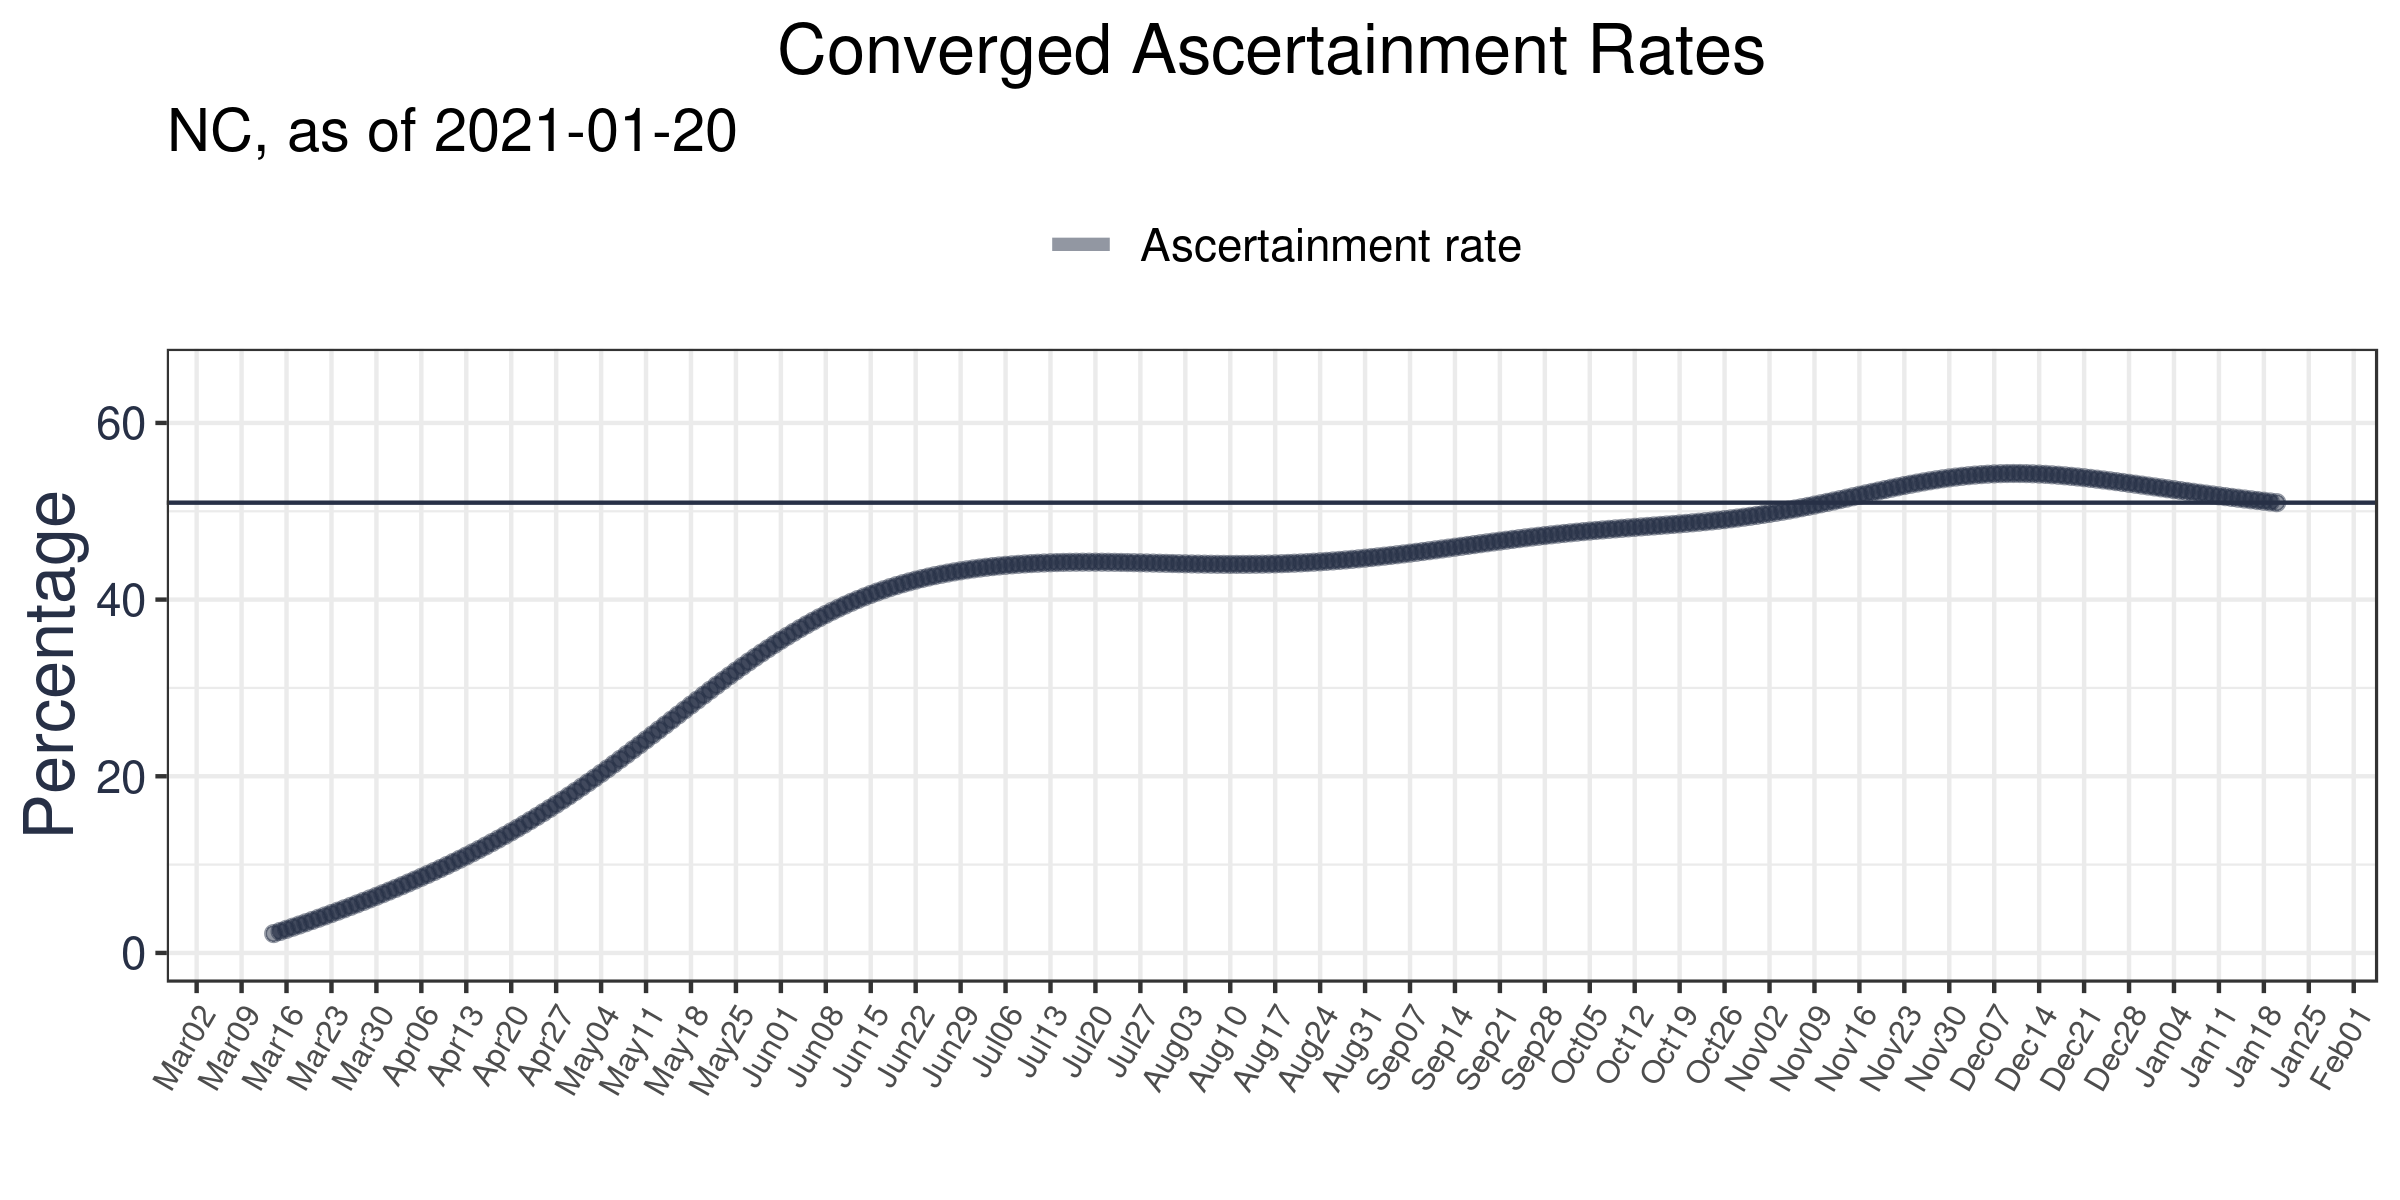 Converged Ascertainment Rates
NC, as of 2021-01-20
Ascertainment rate
Percentage
60
40
20
0
Mar02
Mar09
Mar16
Mar23
Mar30
Apr06
Apr13
Apr20
Apr27
May04
May11
May18
May25
Jun01
Jun08
Jun15
Jun22
Jun29
Jul06
Jul13
Jul20
Jul27
Aug03
Aug10
Aug17
Aug24
Aug31
Sep07
Sep14
Sep21
Sep28
Oct05
Oct12
Oct19
Oct26
Nov02
Nov09
Nov16
Nov23
Nov30
Dec07
Dec14
Dec21
Dec28
Jan04
Jan11
Jan18
Jan25
Feb01